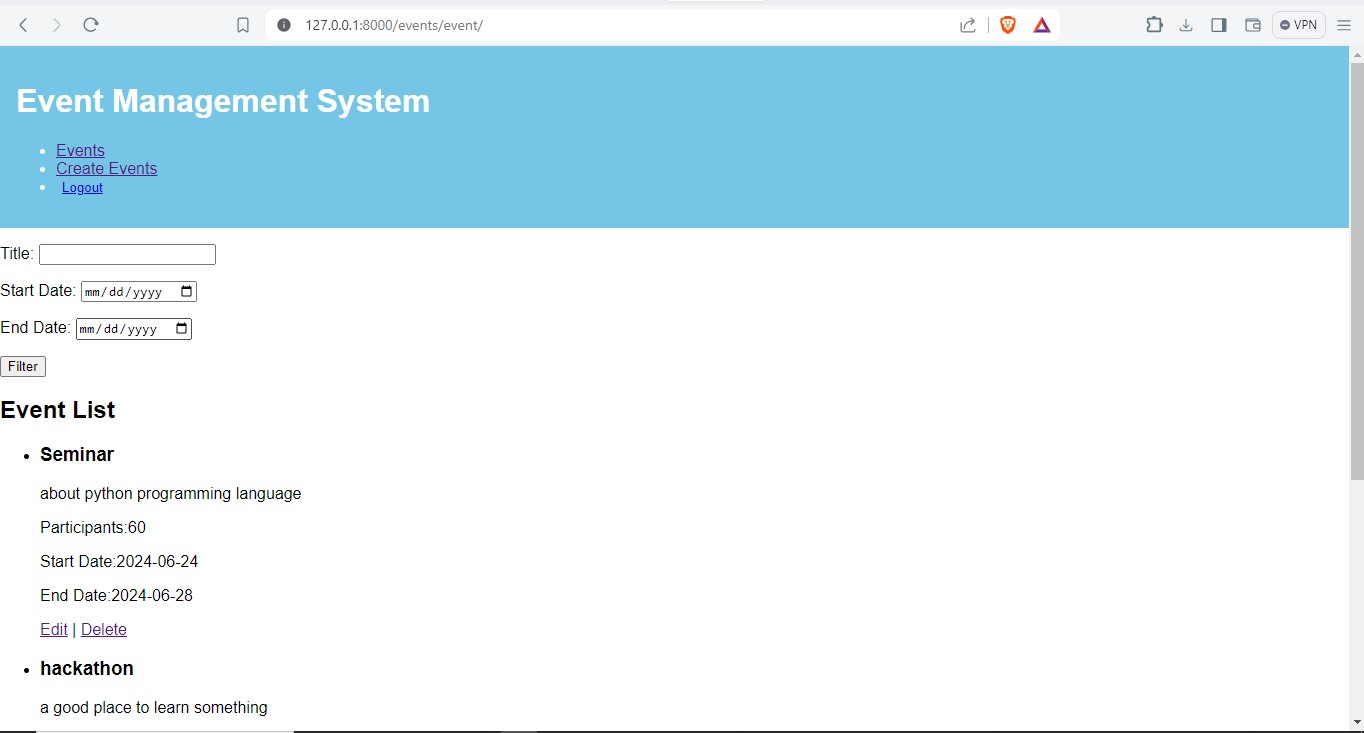 127.0.0.1:8000/events/event/
VPN
Event Management System
Events
Create Events
Logout
Title:
Start Date: mm/dd/yyyy
End Date: mm/dd/yyyy
Filter
Event List
Seminar
about python programming language
Participants:60
Start Date:2024-06-24
End Date:2024-06-28
Edit | Delete
hackathon
a good place to learn something